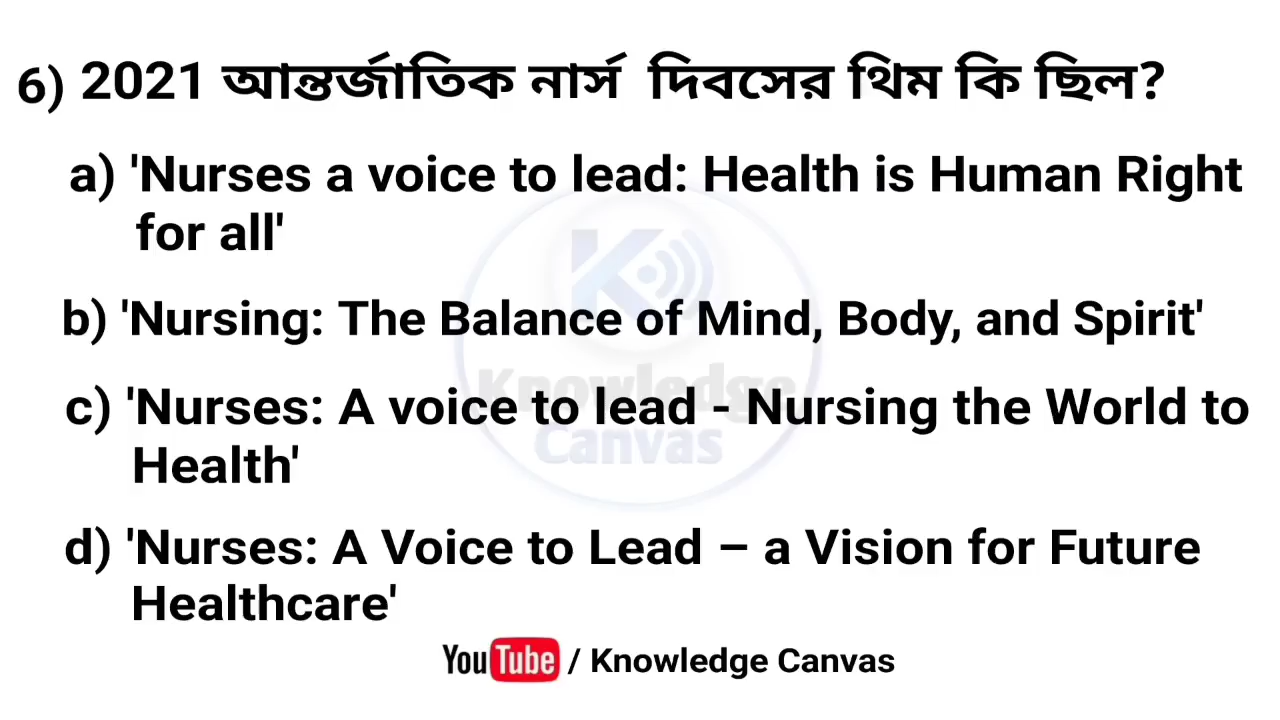 6) 2021 আন্তর্জাতিক নার্স দিবসের থিম কি ছিল?
a) 'Nurses a voice to lead: Health is Human Right
for all'
b) 'Nursing: The Balance of Mind, Body, and Spirit'
c) 'Nurses: A voice to lead - Nursing the World to
Health'
d) 'Nurses: A Voice to Lead – a Vision for Future
Healthcare'
Knowledge
Canvas
YouTube / Knowledge Canvas